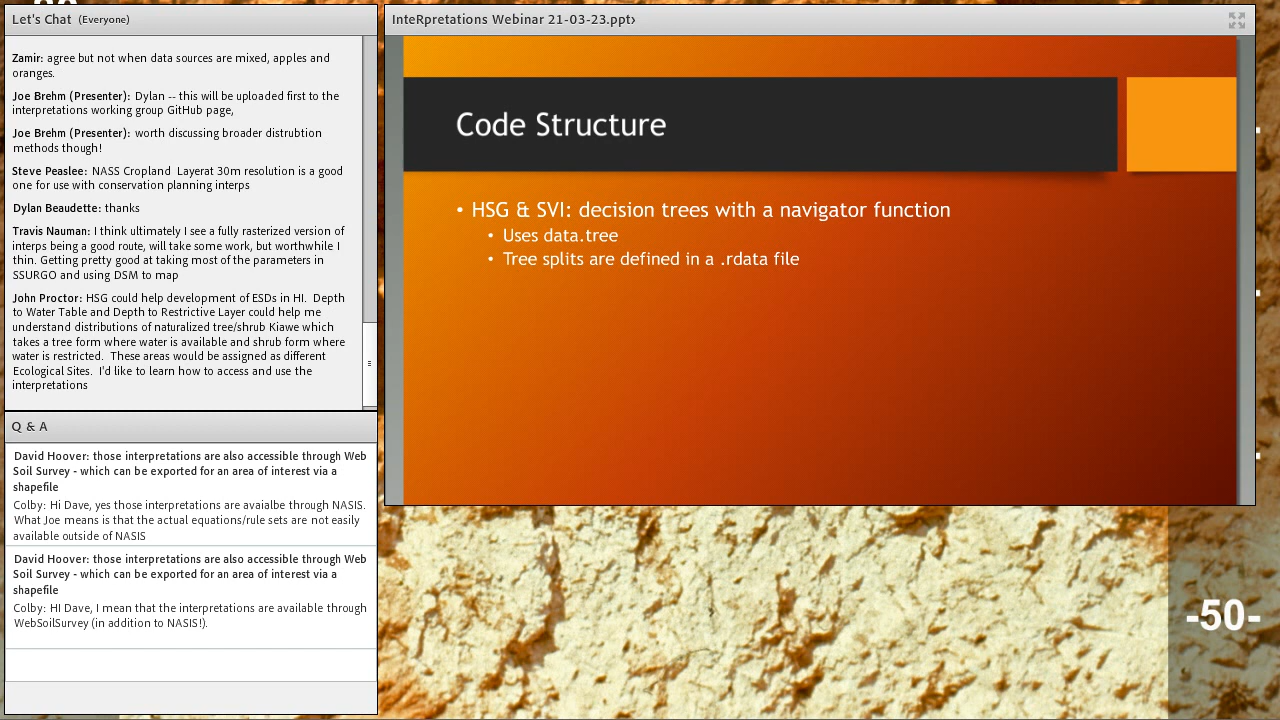 Let's Chat (Everyone)
Zamir: agree but not when data sources are mixed, apples and
oranges.
Joe Brehm (Presenter): Dylan -- this will be uploaded first to the
interpretations working group GitHub page,
Joe Brehm (Presenter): worth discussing broader distrubtion
methods though!
Steve Peaslee: NASS Cropland Layerat 30m resolution is a good
one for use with conservation planning interps
Dylan Beaudette: thanks
Travis Nauman: I think ultimately I see a fully rasterized version of
interps being a good route, will take some work, but worthwhile I
thin. Getting pretty good at taking most of the parameters in
SSURGO and using DSM to map
John Proctor: HSG could help development of ESDs in HI. Depth
to Water Table and Depth to Restrictive Layer could help me
understand distributions of naturalized tree/shrub Kiawe which
takes a tree form where water is available and shrub form where
water is restricted. These areas would be assigned as different
Ecological Sites. I'd like to learn how to access and use the
interpretations
Q & A
David Hoover: those interpretations are also accessible through Web
Soil Survey - which can be exported for an area of interest via a
shapefile
Colby: Hi Dave, yes those interpretations are avaialbe through NASIS.
What Joe means is that the actual equations/rule sets are not easily
available outside of NASIS
David Hoover: those interpretations are also accessible through Web
Soil Survey - which can be exported for an area of interest via a
shapefile
Colby: HI Dave, I mean that the interpretations are available through
WebSoilSurvey (in addition to NASIS!).
InteRpretations Webinar 21-03-23.ppt
Code Structure
• HSG & SVI: decision trees with a navigator function
• Uses data.tree
• Tree splits are defined in a .rdata file
-50-